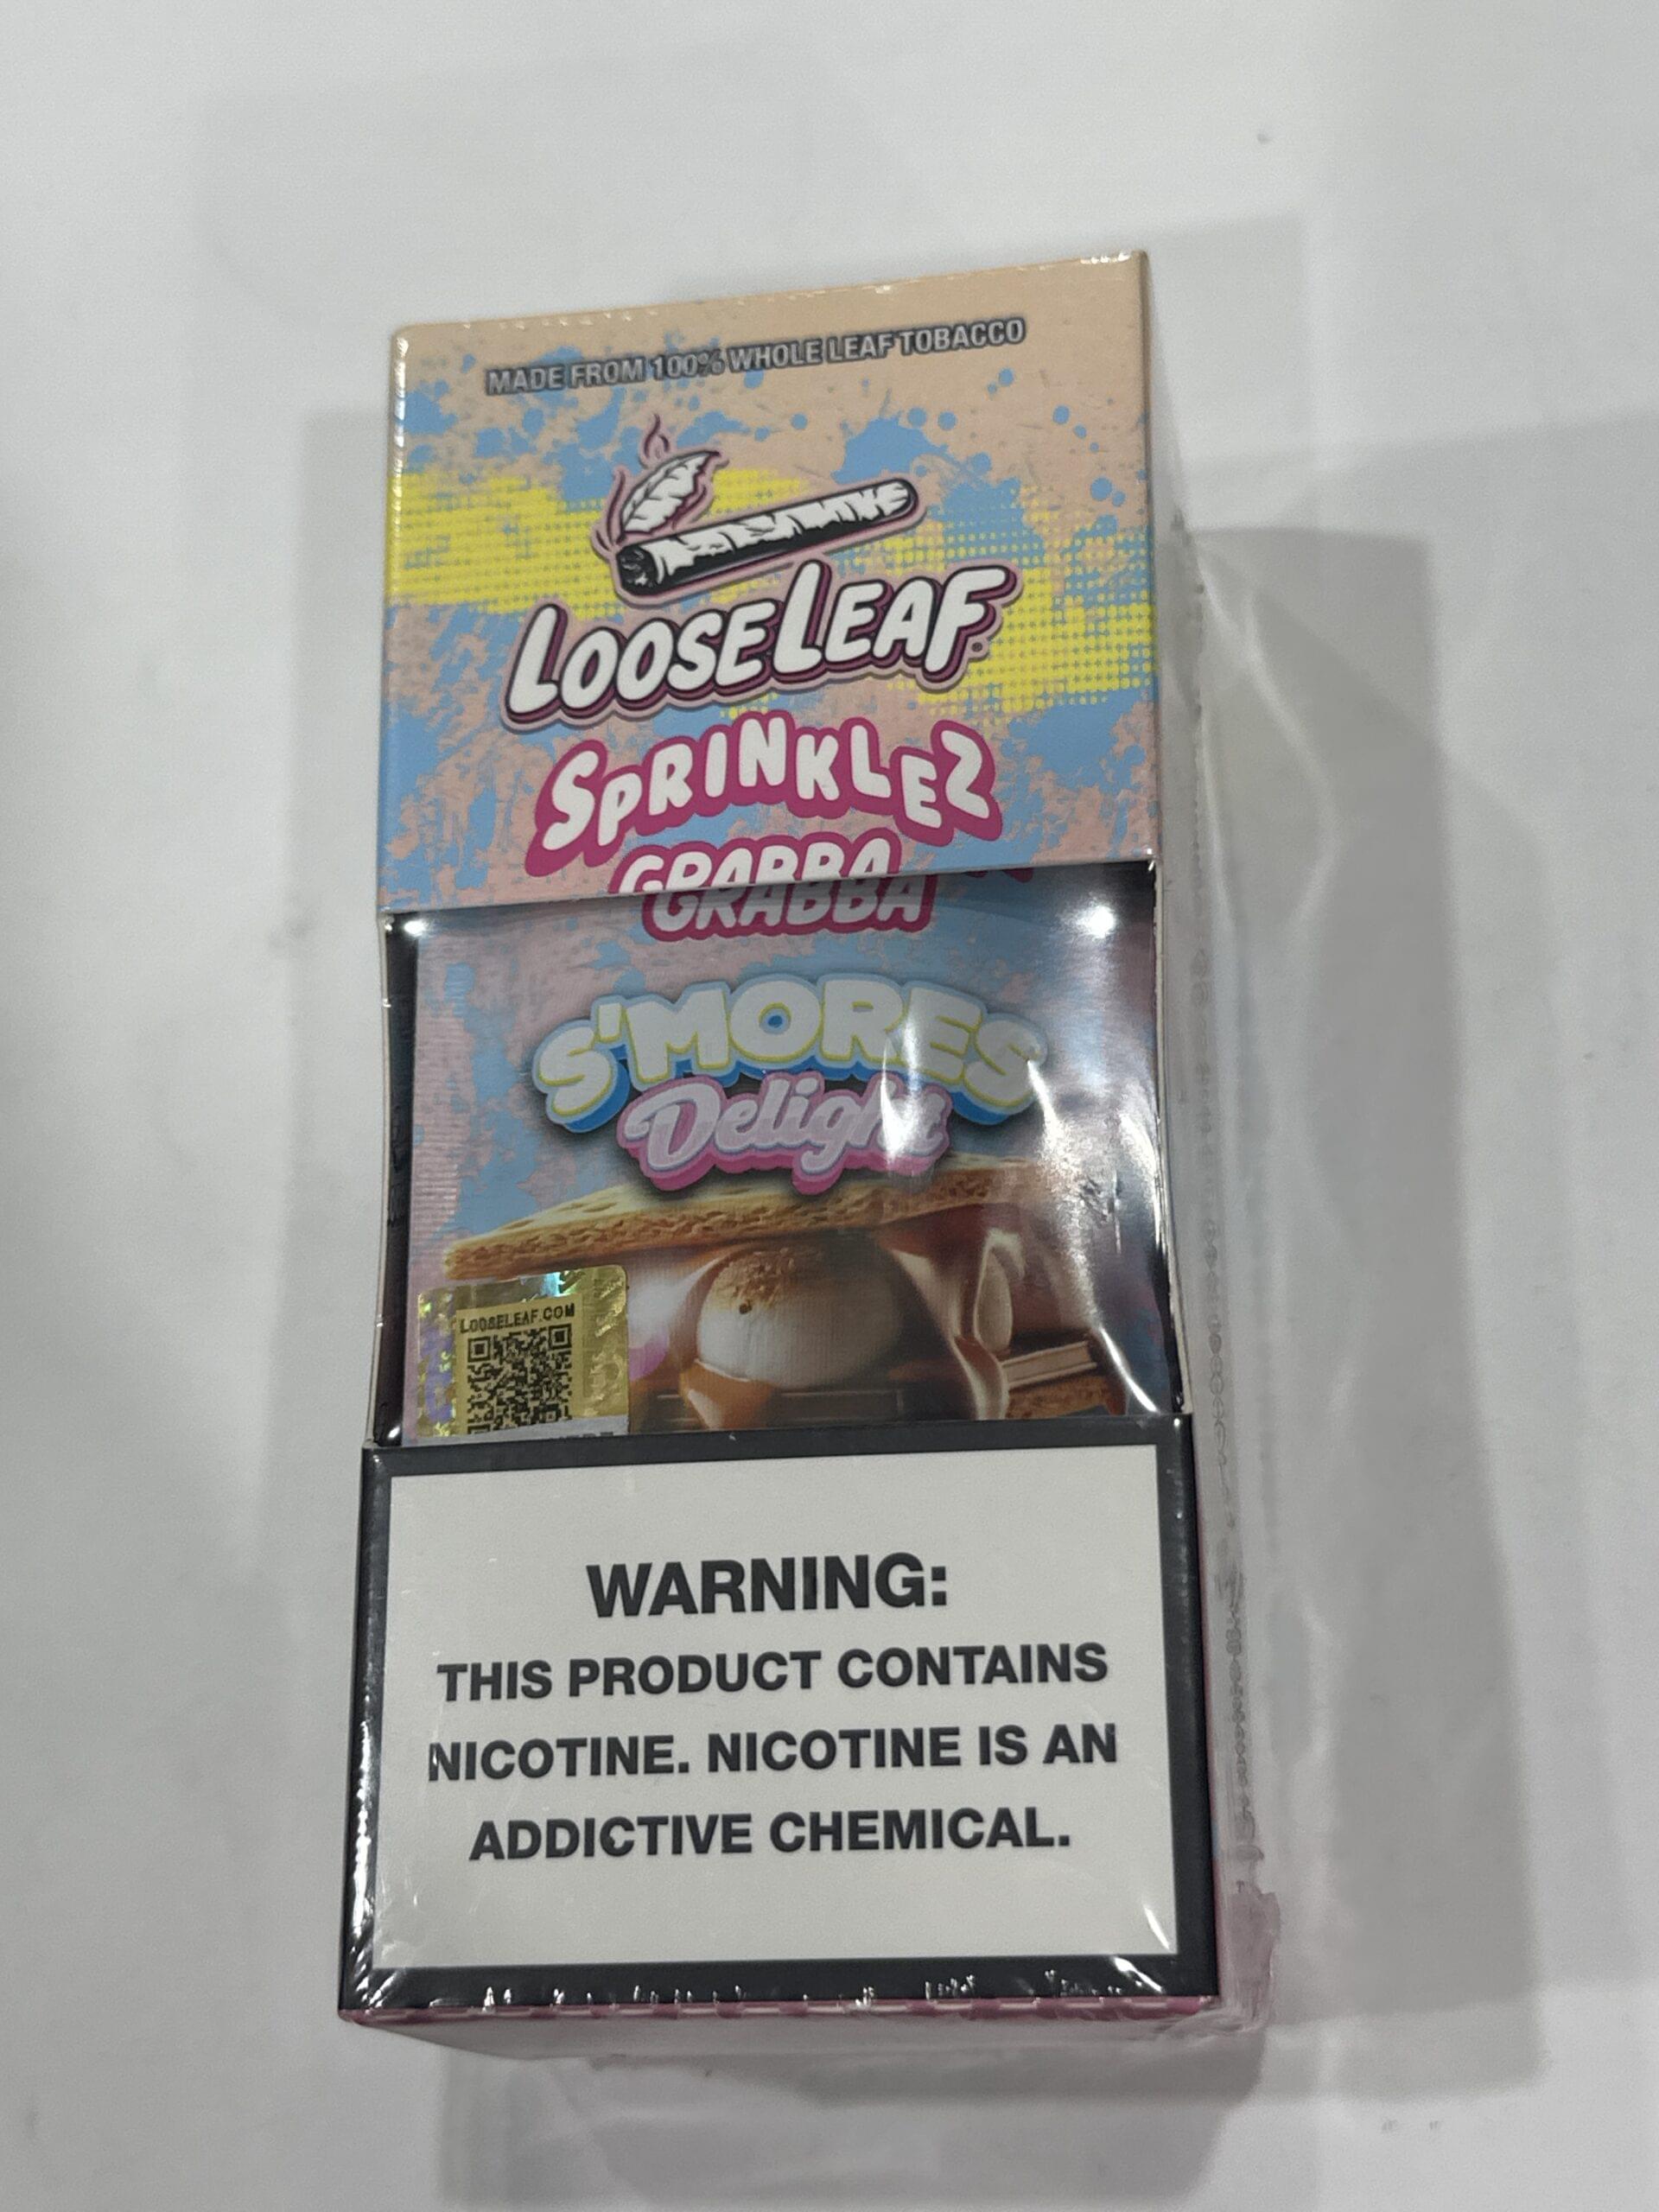 MADE FROM 100% WHOLE LEAF TOBACCO
LOOSELEAF
SPRINKLEZ
GRABBA
GRABBA
S'MORES
Delight
LOOSELEAF.COM
WARNING:
THIS PRODUCT CONTAINS
NICOTINE. NICOTINE IS AN
ADDICTIVE CHEMICAL.